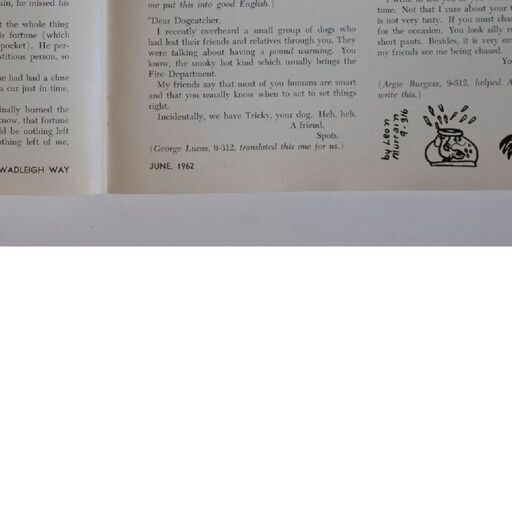 ain, he missed his
t the whole thing
is fortune (which
pocket). He per-
stitious person, so
he had had a close
a car just in time.
inally burned the
now, that fortune
ld be nothing left
othing left of me,
WADLEIGH WAY
me put this into good English.)
"Dear Dogcatcher,
I recently overheard a small group of dogs who
had lost their friends and relatives through you. They
were talking about having a pound warming. You
know, the smoky hot kind which usually brings the
Fire Department.
My friends say that most of you humans are smart
and that you usually know when to act to set things
right.
Incidentally, we have Tricky, your dog. Heh, heh.
A friend,
Spots.
(George Lucas, 9-312, translated this one for us.)
JUNE, 1962
time. Not that I care about your
is not very tasty. If you must cha
for the occasion. You look silly r
short pants. Besides, it is very em
my friends see me being chased.
Yo
(Argie Burgess, 9-312, helped
write this.)